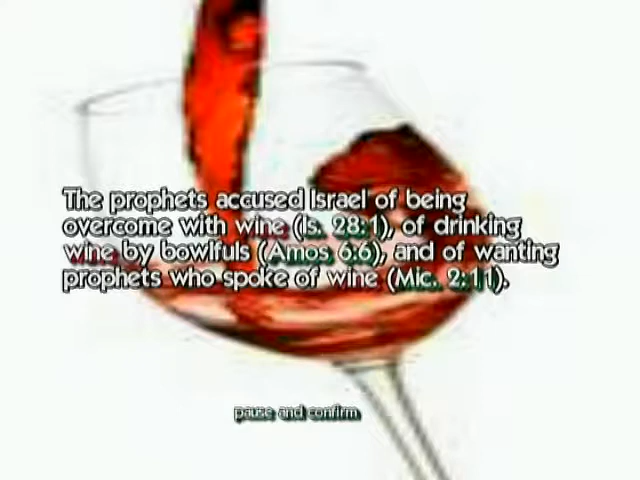 The prophets accused Israel of being
overcome with wine (Is. 28:1), of drinking
wine by bowlfuls (Amos 6:6), and of wanting
prophets who spoke of wine (Mic. 2:11).
pause and confirm